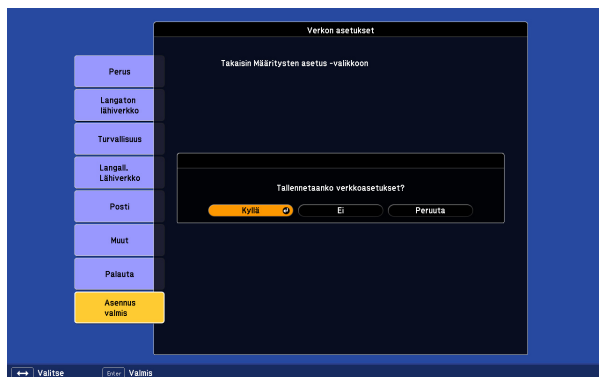 Verkon asetukset
Takaisin Määritysten asetus -valikkoon
Perus
Langaton
lähiverkko
Turvallisuus
Langall.
Lähiverkko
Posti
Muut
Palauta
Asennus
valmis
Tallennetaanko verkkoasetukset?
Kyllä Ei Peruuta
Valitse Enter Valmis